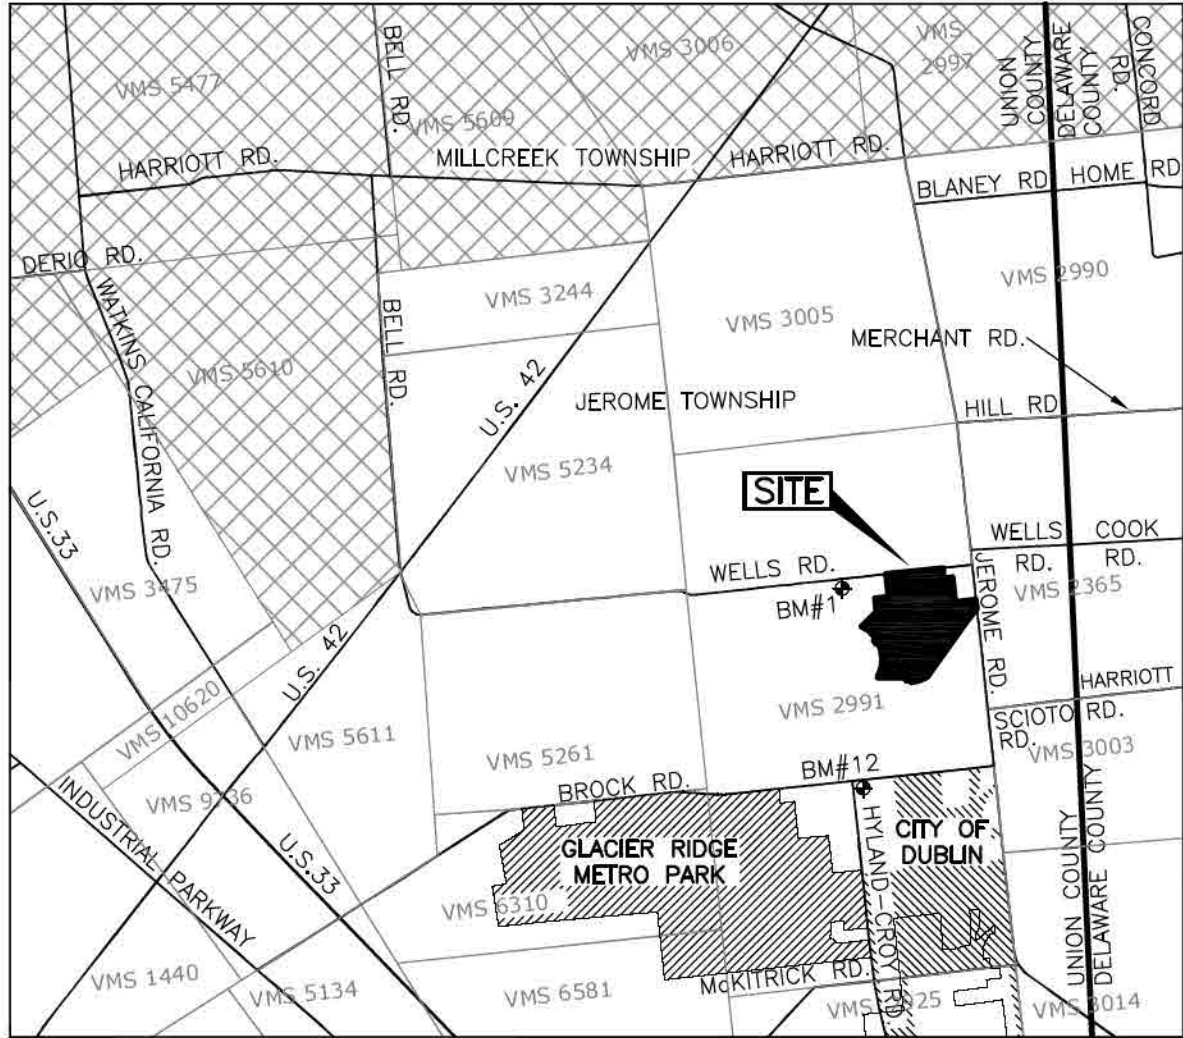 VMS 5477
BELL RD.
VMS 3006
VMS
2997
UNION
COUNTY
DELAWARE
COUNTY
CONCORD
RD.
VMS 5609
HARRIOTT RD.
MILLCREEK TOWNSHIP
HARRIOTT RD.
BLANEY RD
HOME RD
DERIO RD.
WATKINS CALIFORNIA RD.
VMS 3244
VMS 3005
VMS 2990
BELL RD.
MERCHANT RD.
VMS 5610
U.S. 42
JEROME TOWNSHIP
HILL RD
VMS 5234
SITE
U.S.33
WELLS RD.
WELLS RD.
COOK RD.
VMS 3475
BM#1
JEROME RD.
VMS 2365
U.S. 42
HARRIOTT RD.
VMS 10620
VMS 5611
VMS 2991
SCIOTO
RD.
VMS 3003
VMS 5261
BM#12
BROCK RD.
VMS 9736
INDUSTRIAL PARKWAY
U.S.33
GLACIER RIDGE
METRO PARK
HYLAND-CROY RD.
CITY OF
DUBLIN
UNION COUNTY
DELAWARE COUNTY
VMS 6310
VMS 1440
VMS 5134
VMS 6581
McKITRICK RD.
VMS
VMS 3014